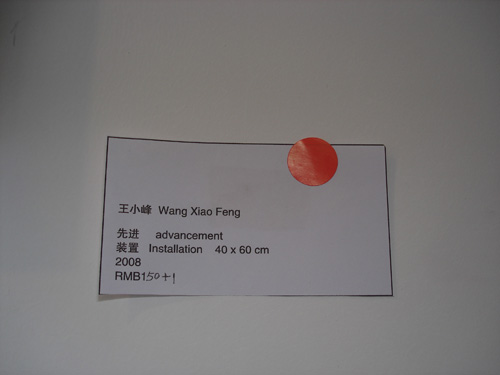 王小峰 Wang Xiao Feng
先进 advancement
装置 Installation 40 x 60 cm
2008
RMB150+1